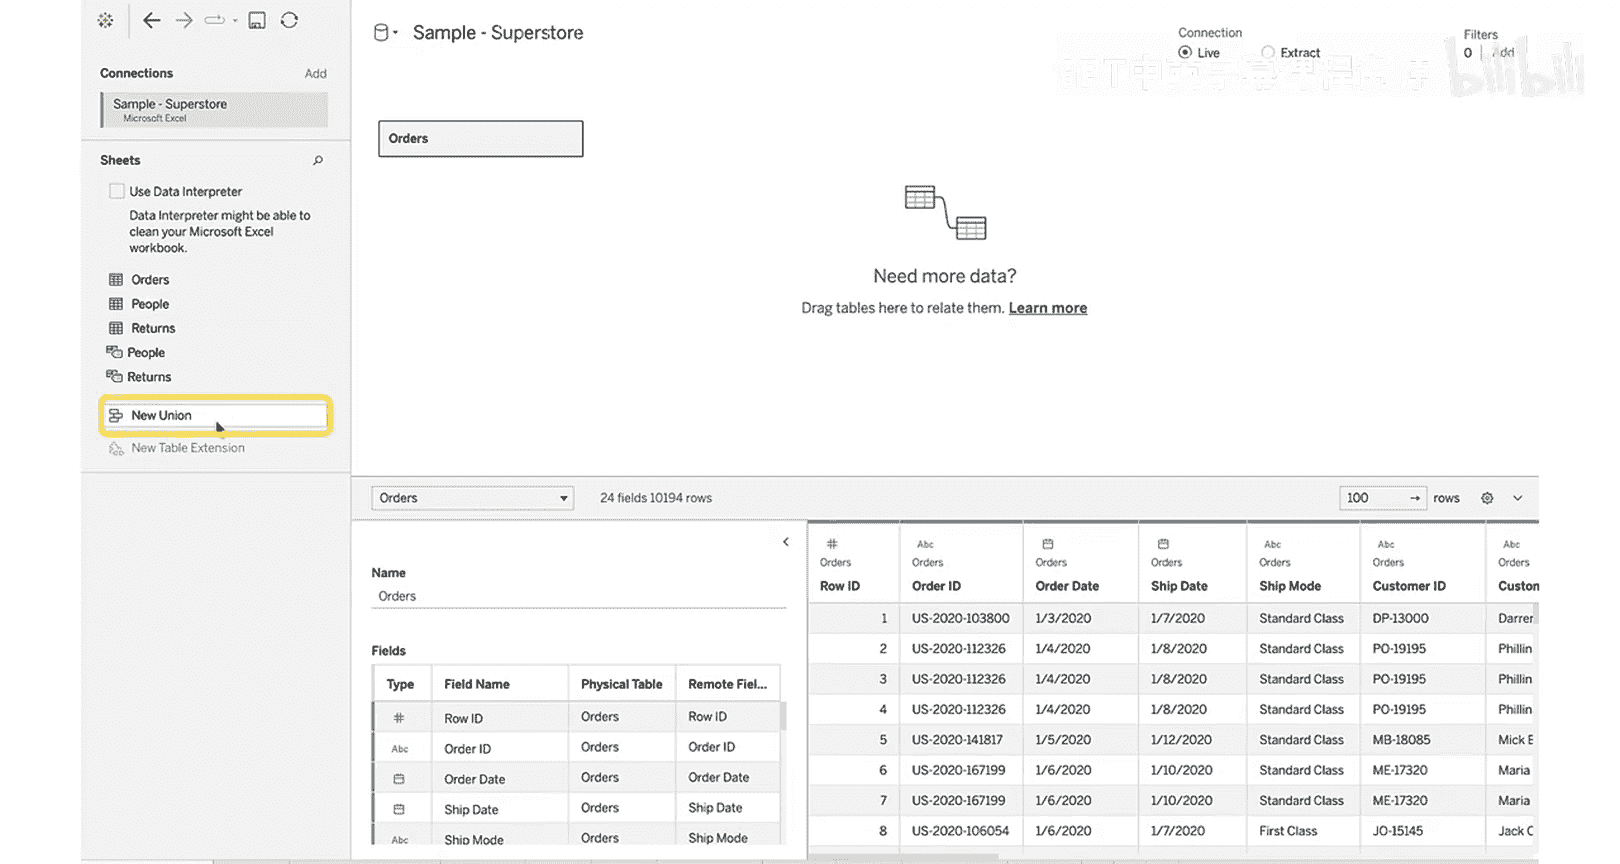 Connections
Add
Sample - Superstore
Microsoft Excel
Sheets
Use Data Interpreter
Data Interpreter might be able to
clean your Microsoft Excel
workbook.
Orders
People
Returns
People
Returns
New Union
New Table Extension
Sample - Superstore
Connection
Live
Extract
Filters
0
Add
bilibili
Orders
Need more data?
Drag tables here to relate them. Learn more
Orders
24 fields 10194 rows
100
rows
Name
Orders
Fields
Type Field Name Physical Table Remote Fiel...
# Row ID Orders Row ID
Abc Order ID Orders Order ID
Order Date Orders Order Date
Ship Date Orders Ship Date
Abc Ship Mode Orders Ship Mode
# Abc Abc Abc Abc
Orders Orders Orders Orders Orders Orders Orders
Row ID Order ID Order Date Ship Date Ship Mode Customer ID Custon
1 US-2020-103800 1/3/2020 1/7/2020 Standard Class DP-13000 Darrer
2 US-2020-112326 1/4/2020 1/8/2020 Standard Class PO-19195 Phillin
3 US-2020-112326 1/4/2020 1/8/2020 Standard Class PO-19195 Phillin
4 US-2020-112326 1/4/2020 1/8/2020 Standard Class PO-19195 Phillin
5 US-2020-141817 1/5/2020 1/12/2020 Standard Class MB-18085 Mick E
6 US-2020-167199 1/6/2020 1/10/2020 Standard Class ME-17320 Maria
7 US-2020-167199 1/6/2020 1/10/2020 Standard Class ME-17320 Maria
8 US-2020-106054 1/6/2020 1/7/2020 First Class JO-15145 Jack C